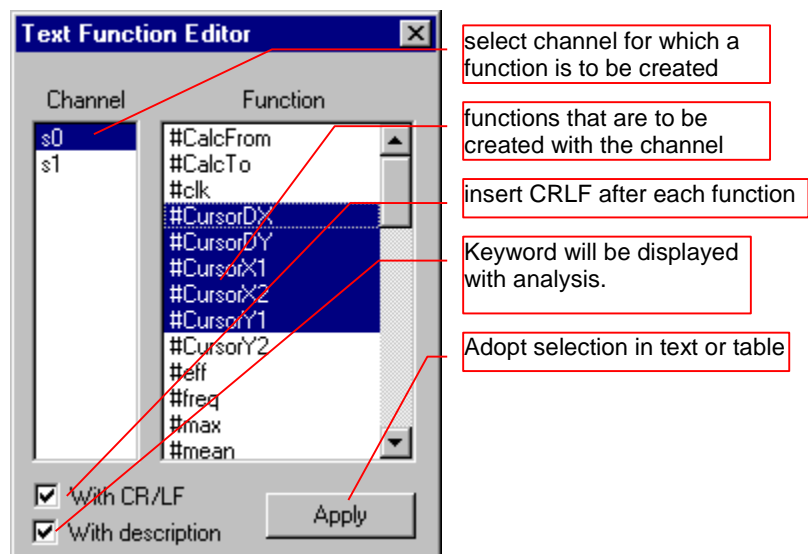 Text Function Editor
Channel
Function
s0
s1
#CalcFrom
#CalcTo
#clk
#CursorDX
#CursorDY
#CursorX1
#CursorX2
#CursorY1
#CursorY2
#eff
#freq
#max
#mean
With CR/LF
With description
Apply
select channel for which a
function is to be created
functions that are to be
created with the channel
insert CRLF after each function
Keyword will be displayed
with analysis.
Adopt selection in text or table